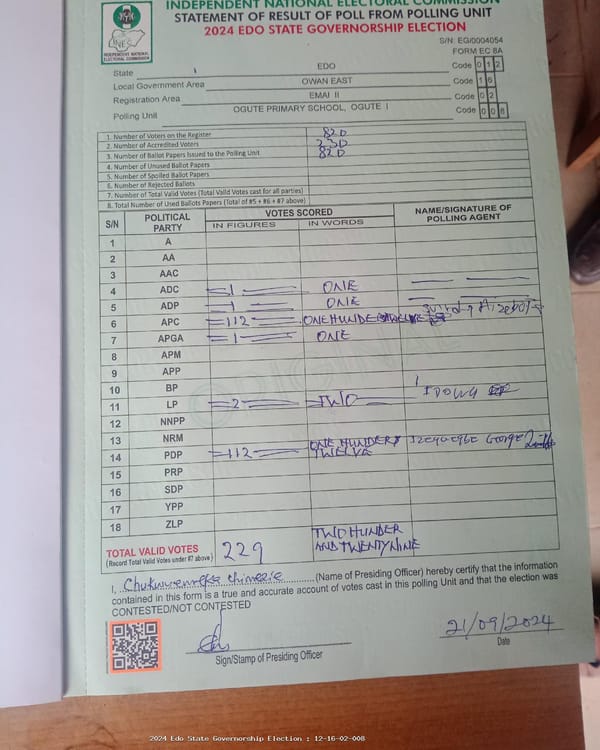 INDEPENDENT NATIONAL ELECTORAL COMMISSION
STATEMENT OF RESULT OF POLL FROM POLLING UNIT
2024 EDO STATE GOVERNORSHIP ELECTION
S/N: EG/0004054
FORM EC 8A
INEC
INDEPENDENT NATIONAL ELECTORAL COMMISSION
State EDO Code 0 1 2
Local Government Area OWAN EAST Code 1 6
Registration Area EMAI II Code 0 2
Polling Unit OGUTE PRIMARY SCHOOL, OGUTE I Code 0 0 8
1. Number of Voters on the Register 820
2. Number of Accredited Voters 230
3. Number of Ballot Papers Issued to the Polling Unit 820
4. Number of Unused Ballot Papers
5. Number of Spoiled Ballot Papers
6. Number of Rejected Ballots
7. Number of Total Valid Votes (Total Valid Votes cast for all parties)
8. Total Number of Used Ballots Papers (Total of #5 + #6 + #7 above)
S/N POLITICAL PARTY VOTES SCORED NAME/SIGNATURE OF POLLING AGENT
IN FIGURES IN WORDS
1 A
2 AA
3 AAC
4 ADC 1 ONE
5 ADP 1 ONE
6 APC 112
7 APGA 1 ONE
8 APM
9 APP
10 BP
11 LP 2 TWO
12 NNPP
13 NRM
14 PDP 112 ONE HUNDER TWELVE George
15 PRP
16 SDP
17 YPP
18 ZLP
TOTAL VALID VOTES 229 TWO HUNDER AND TWENTY NINE
(Record Total Valid Votes under #7 above)
I, Chukwuemeka Chimezie (Name of Presiding Officer) hereby certify that the information
contained in this form is a true and accurate account of votes cast in this polling Unit and that the election was
CONTESTED/NOT CONTESTED
21/09/2024
Sign/Stamp of Presiding Officer Date
2024 Edo State Governorship Election : 12-16-02-008